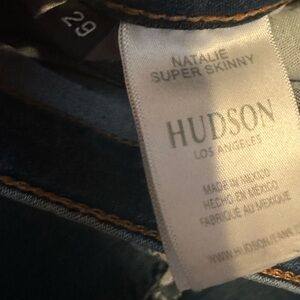 29
NATALIE
SUPER SKINNY
HUDSON
LOS ANGELES
MADE IN MEXICO
HECHO EN MÉXICO
FABRIQUÉ AU MEXIQUE